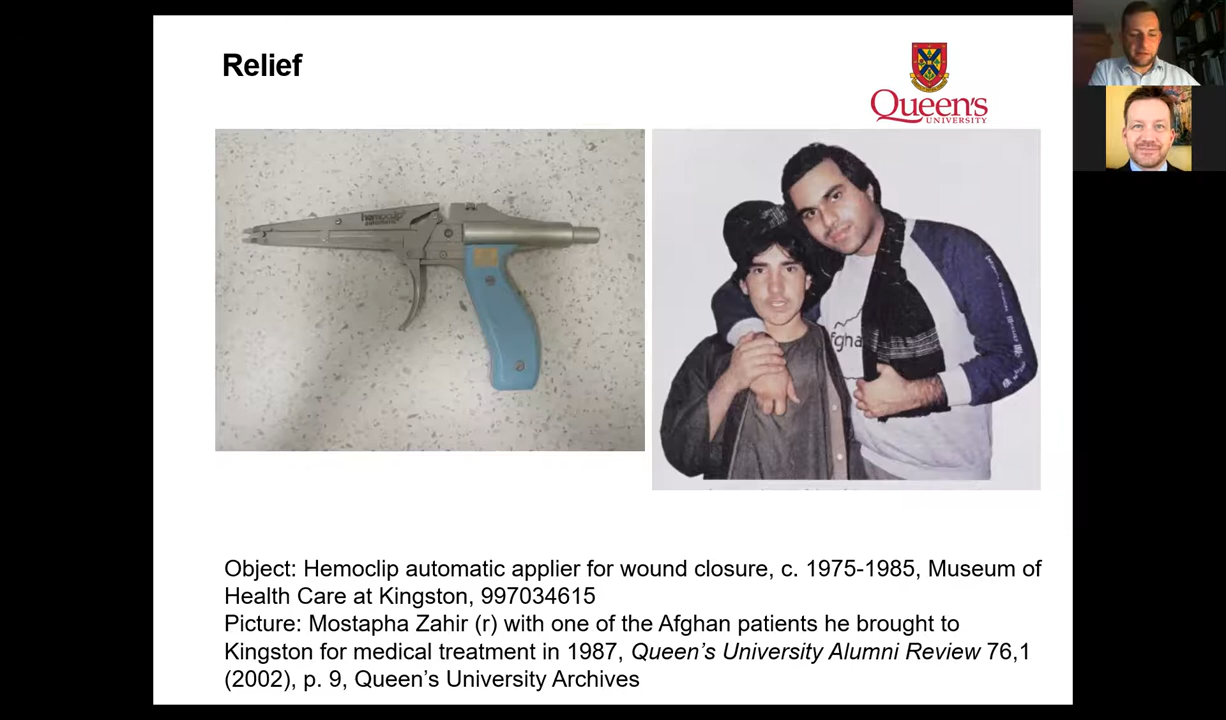 Relief
Queen's
UNIVERSITY
hemoclip
fgha
Object: Hemoclip automatic applier for wound closure, c. 1975-1985, Museum of
Health Care at Kingston, 997034615
Picture: Mostapha Zahir (r) with one of the Afghan patients he brought to
Kingston for medical treatment in 1987, Queen's University Alumni Review 76,1
(2002), p. 9, Queen's University Archives